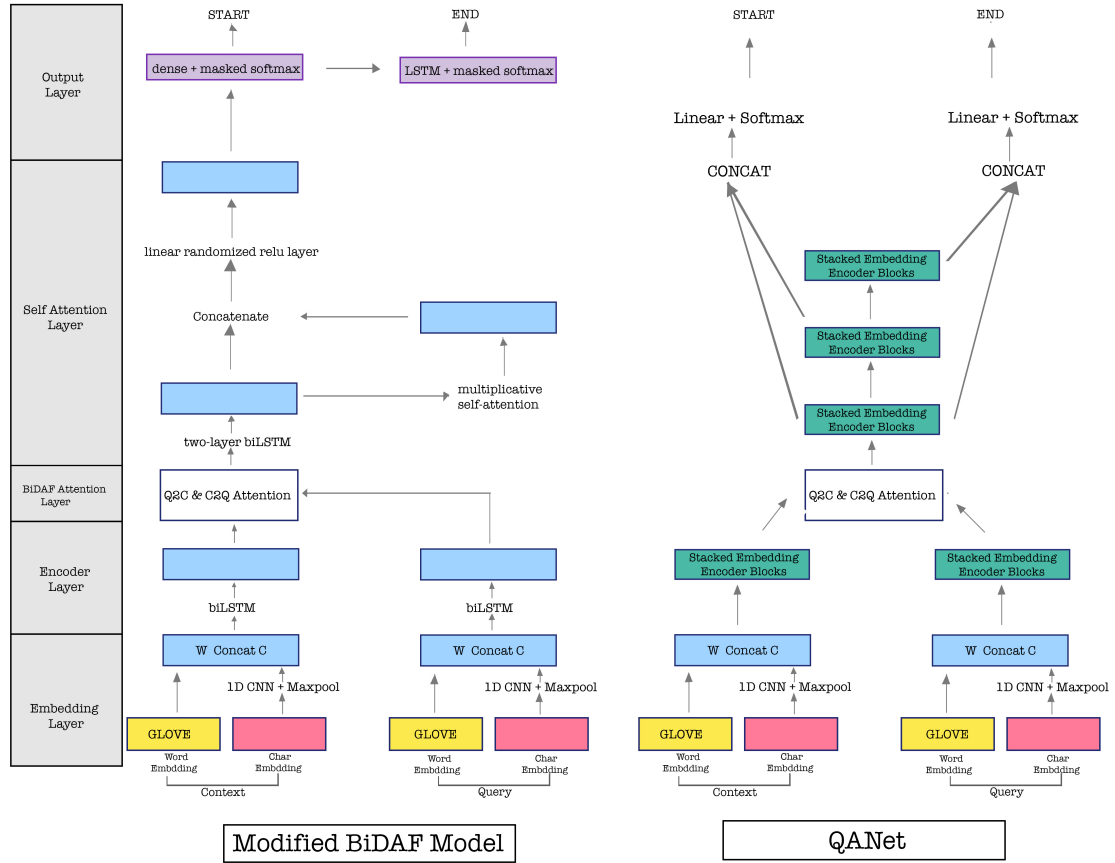 START
END
START
END
Output
Layer
dense + masked softmax
LSTM + masked softmax
Linear + Softmax
Linear + Softmax
CONCAT
CONCAT
Self Attention
Layer
linear randomized relu layer
Concatenate
multiplicative
self-attention
two-layer biLSTM
Stacked Embedding
Encoder Blocks
Stacked Embedding
Encoder Blocks
Stacked Embedding
Encoder Blocks
BiDAF Attention
Layer
Q2C & C2Q Attention
Q2C & C2Q Attention
Encoder
Layer
biLSTM
biLSTM
Stacked Embedding
Encoder Blocks
Stacked Embedding
Encoder Blocks
Embedding
Layer
W Concat C
W Concat C
W Concat C
W Concat C
1D CNN + Maxpool
1D CNN + Maxpool
1D CNN + Maxpool
1D CNN + Maxpool
GLOVE
GLOVE
GLOVE
GLOVE
Word
Embdding
Char
Embdding
Word
Embdding
Char
Embdding
Word
Embdding
Char
Embdding
Word
Embdding
Char
Embdding
Context
Query
Context
Query
Modified BiDAF Model
QANet